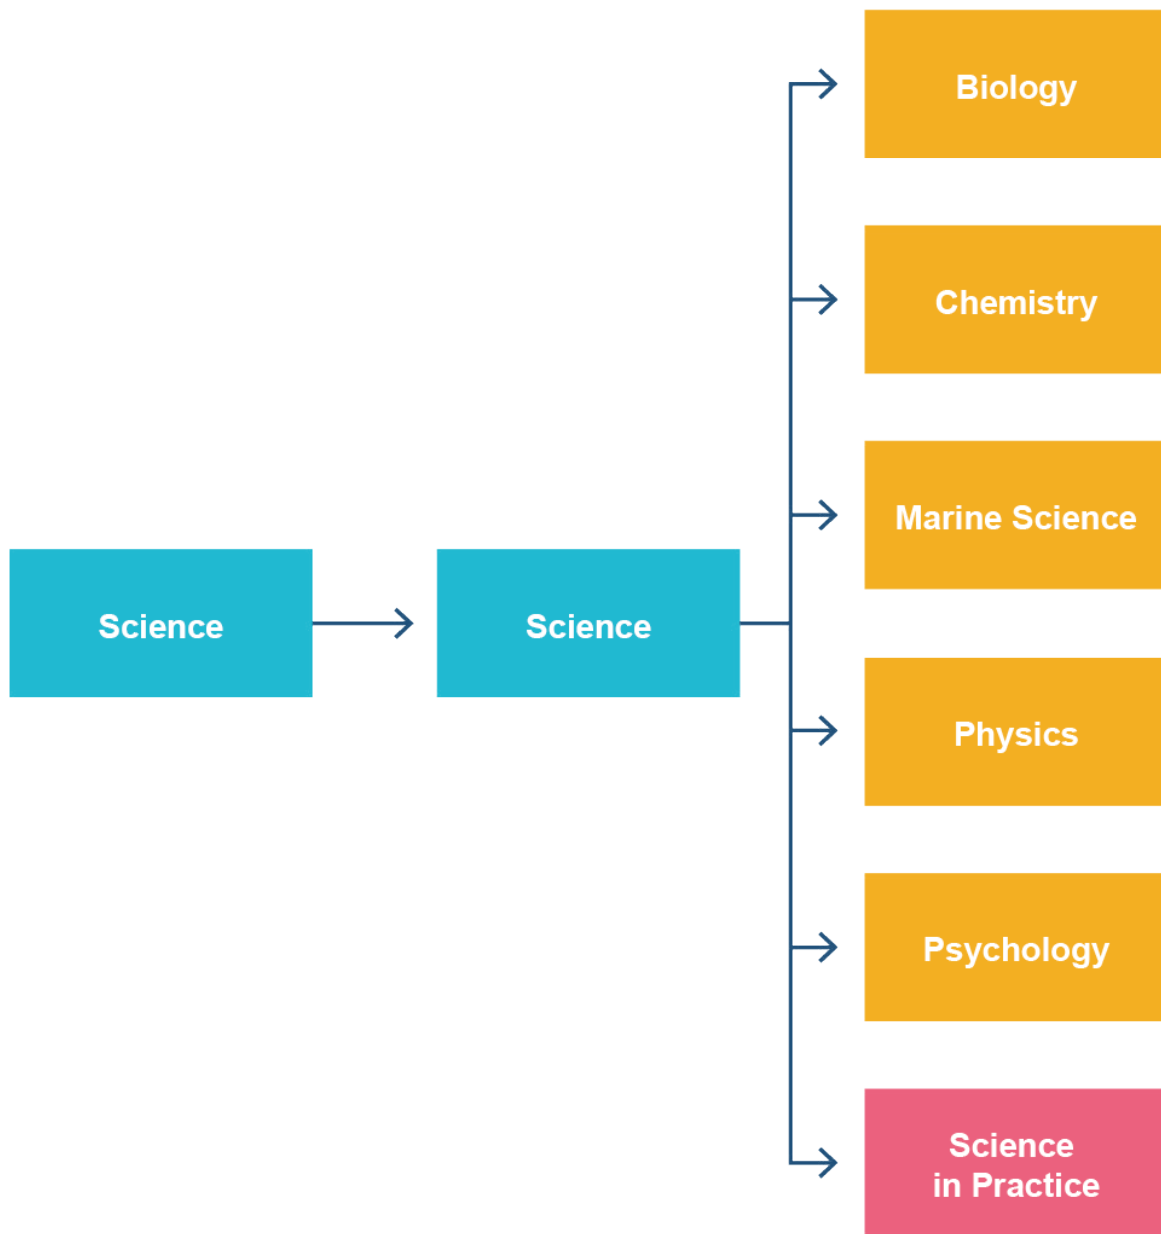 Science
Science
Biology
Chemistry
Marine Science
Physics
Psychology
Science
in Practice